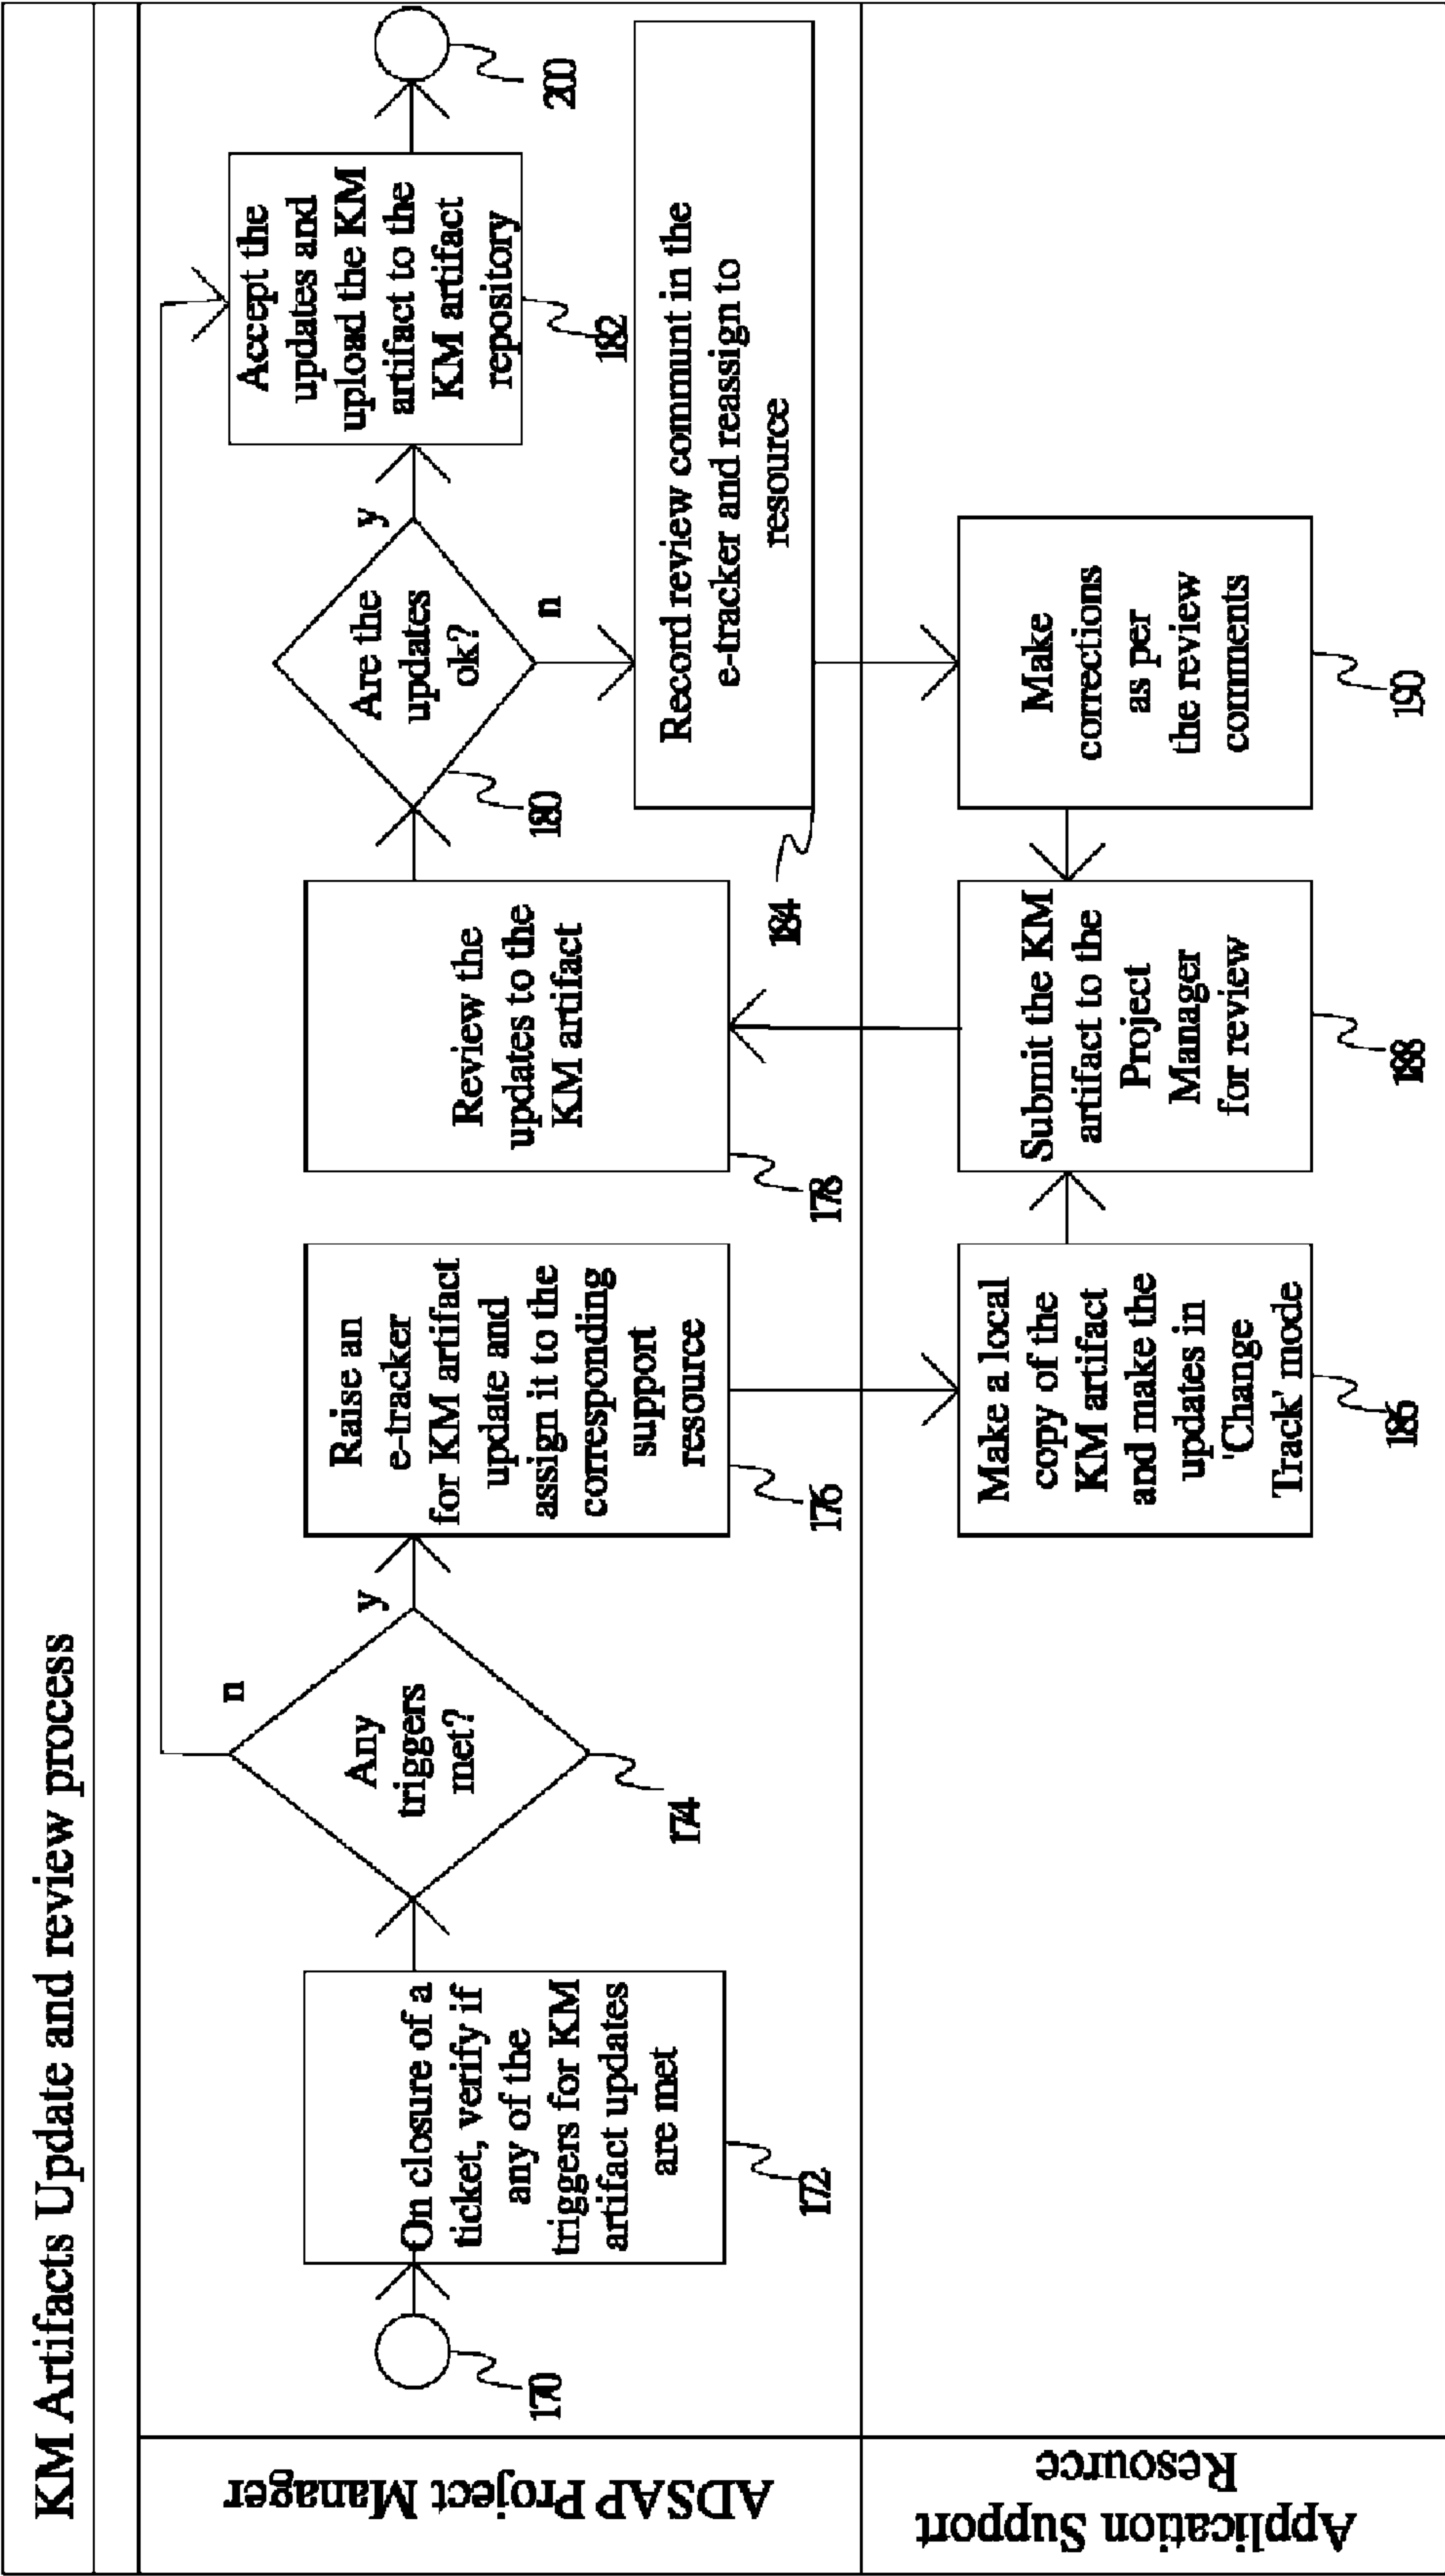 KM Artifacts Update and review process
ADSAP Project Manager
170
On closure of a
ticket, verify if
any of the
triggers for KM
artifact updates
are met
172
Any
triggers
met?
174
n
y
Raise an
e-tracker
for KM artifact
update and
assign it to the
corresponding
support
resource
176
Review the
updates to the
KM artifact
178
Are the
updates
ok?
180
y
n
Accept the
updates and
upload the KM
artifact to the
KM artifact
repository
182
200
Record review communt in the
e-tracker and reassign to
resource
184
Application Support
Resource
Make a local
copy of the
KM artifact
and make the
updates in
'Change
Track' mode
186
Submit the KM
artifact to the
Project
Manager
for review
188
Make
corrections
as per
the review
comments
190